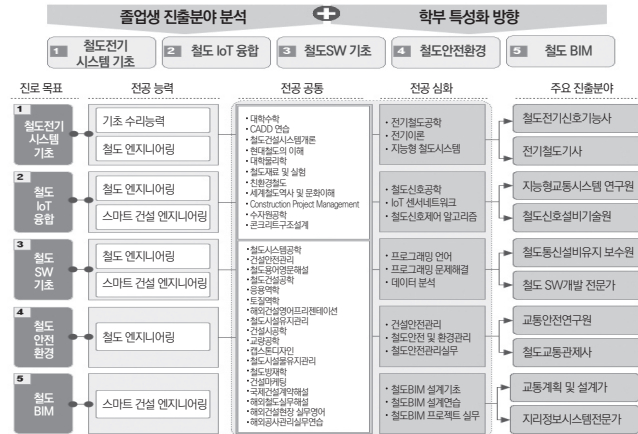 졸업생 진출분야 분석
학부 특성화 방향
1 철도전기
시스템 기초
2 철도 IoT 융합
3 철도SW 기초
4 철도안전환경
5 철도 BIM
진로 목표
전공 능력
전공 공통
전공 심화
주요 진출분야
1
철도전기
시스템
기초
기초 수리능력
철도 엔지니어링
• 대학수학
• CADD 연습
• 철도건설시스템개론
• 현대철도의 이해
• 대학물리학
• 철도재료 및 실험
• 친환경철도
• 세계철도역사 및 문화이해
• Construction Project Management
• 수자원공학
• 콘크리트구조설계
• 전기철도공학
• 전기이론
• 지능형 철도시스템
철도전기신호기능사
전기철도기사
2
철도
IoT
융합
철도 엔지니어링
스마트 건설 엔지니어링
• 철도신호공학
• IoT 센서네트워크
• 철도신호제어 알고리즘
지능형교통시스템 연구원
철도신호설비기술원
3
철도
SW
기초
철도 엔지니어링
스마트 건설 엔지니어링
• 철도시스템공학
• 건설안전관리
• 철도용어영문해설
• 철도건설공학
• 응용역학
• 토질역학
• 해외건설영어프리젠테이션
• 철도시설유지관리
• 건설시공학
• 교량공학
• 캡스톤디자인
• 철도시설물유지관리
• 철도방재학
• 건설마케팅
• 국제건설계약해설
• 해외철도실무해설
• 해외건설현장 실무영어
• 해외공사관리실무연습
• 프로그래밍 언어
• 프로그래밍 문제해결
• 데이터 분석
철도통신설비유지 보수원
철도 SW개발 전문가
4
철도
안전
환경
철도 엔지니어링
• 건설안전관리
• 철도안전 및 환경관리
• 철도안전관리실무
교통안전연구원
철도교통관제사
5
철도
BIM
스마트 건설 엔지니어링
• 철도BIM 설계기초
• 철도BIM 설계연습
• 철도BIM 프로젝트 실무
교통계획 및 설계가
지리정보시스템전문가